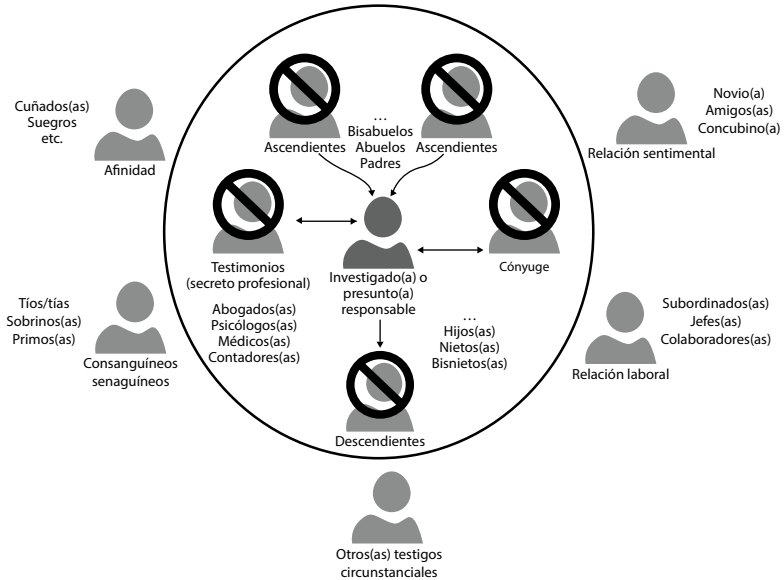 Cuñados(as)
Suegros
etc.
Afinidad
Ascendientes
...
Bisabuelos
Abuelos
Padres
Ascendientes
Novio(a)
Amigos(as)
Concubino(a)
Relación sentimental
Testimonios
(secreto profesional)
Abogados(as)
Psicólogos(as)
Médicos(as)
Contadores(as)
Investigado(a) o
presunto(a)
responsable
Cónyuge
...
Hijos(as)
Nietos(as)
Bisnietos(as)
Tíos/tías
Sobrinos(as)
Primos(as)
Consanguíneos
senaguíneos
Subordinados(as)
Jefes(as)
Colaboradores(as)
Relación laboral
Descendientes
Otros(as) testigos
circunstanciales